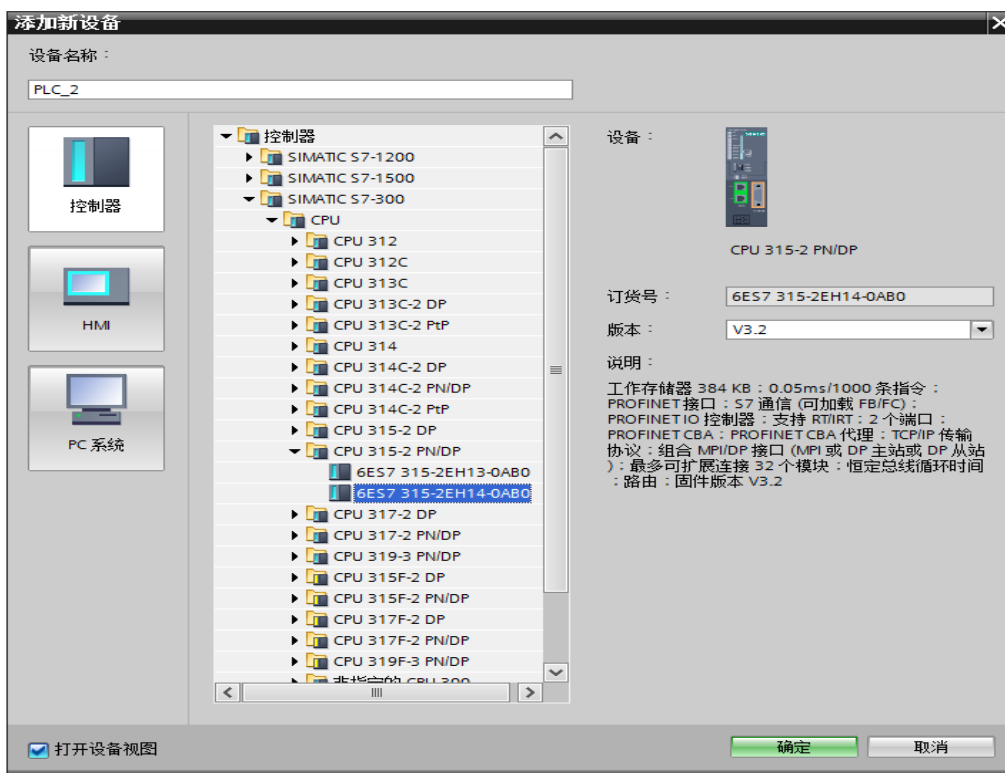 添加新设备
设备名称：
PLC_2
控制器
HMI
PC 系统
控制器
SIMATIC S7-1200
SIMATIC S7-1500
SIMATIC S7-300
CPU
CPU 312
CPU 312C
CPU 313C
CPU 313C-2 DP
CPU 313C-2 PtP
CPU 314
CPU 314C-2 DP
CPU 314C-2 PN/DP
CPU 314C-2 PtP
CPU 315-2 DP
CPU 315-2 PN/DP
6ES7 315-2EH13-0AB0
6ES7 315-2EH14-0AB0
CPU 317-2 DP
CPU 317-2 PN/DP
CPU 319-3 PN/DP
CPU 315F-2 DP
CPU 315F-2 PN/DP
CPU 317F-2 DP
CPU 317F-2 PN/DP
CPU 319F-3 PN/DP
非指定的 CPU 300
设备：
CPU 315-2 PN/DP
订货号：
6ES7 315-2EH14-0AB0
版本：
V3.2
说明：
工作存储器 384 KB；0.05ms/1000 条指令；
PROFINET 接口；S7 通信 (可加载 FB/FC)；
PROFINET IO 控制器；支持 RT/IRT；2 个端口；
PROFINET CBA；PROFINET CBA 代理；TCP/IP 传输
协议；组合 MPI/DP 接口 (MPI 或 DP 主站或 DP 从站
)；最多可扩展连接 32 个模块；恒定总线循环时间
；路由；固件版本 V3.2
打开设备视图
确定
取消